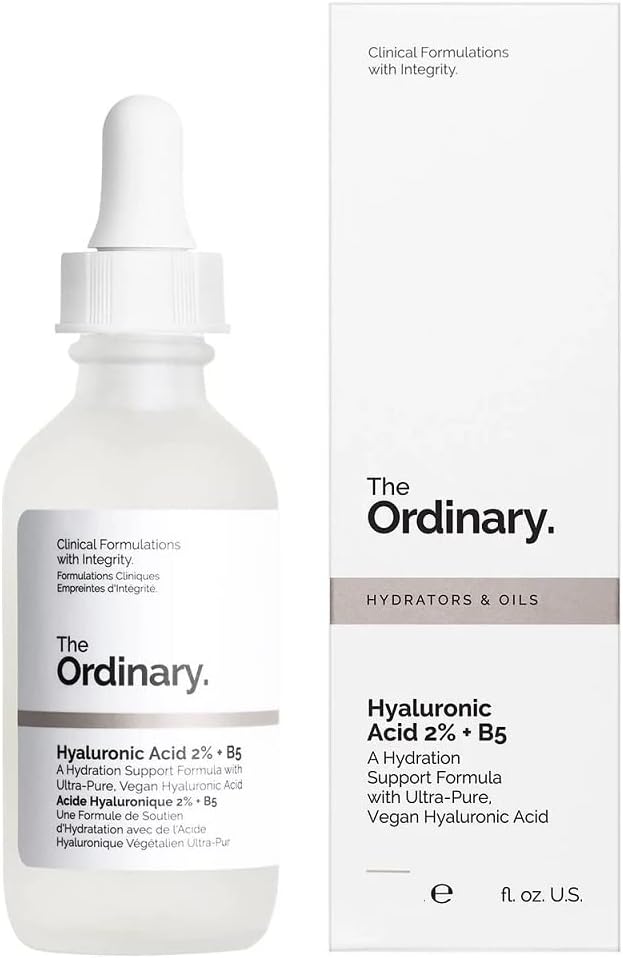 Clinical Formulations
with Integrity.
Formulations Cliniques
Empreintes d'Intégrité.
The
Ordinary.
Hyaluronic Acid 2% + B5
A Hydration Support Formula with
Ultra-Pure, Vegan Hyaluronic Acid
Acide Hyaluronique 2% + B5
Une Formule de Soutien
d'Hydratation avec de l'Acide
Hyaluronique Végétalien Ultra-Pur
Clinical Formulations
with Integrity.
The
Ordinary.
HYDRATORS & OILS
Hyaluronic
Acid 2% + B5
A Hydration
Support Formula
with Ultra-Pure,
Vegan Hyaluronic Acid
. ℮ fl. oz. U.S.